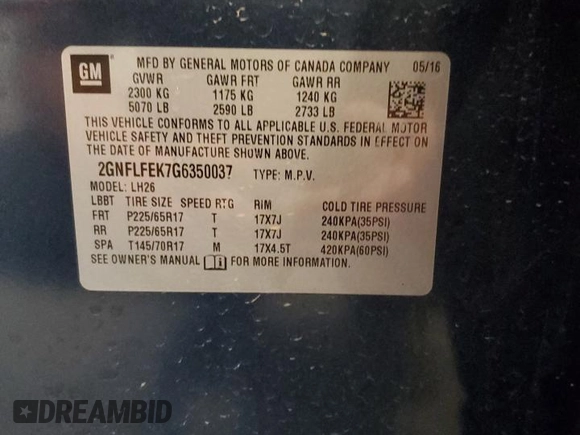 GM
MFD BY GENERAL MOTORS OF CANADA COMPANY 05/16
GVWR GAWR FRT GAWR RR
2300 KG 1175 KG 1240 KG
5070 LB 2590 LB 2733 LB
THIS VEHICLE CONFORMS TO ALL APPLICABLE U.S. FEDERAL MOTOR
VEHICLE SAFETY AND THEFT PREVENTION STANDARDS IN EFFECT ON
THE DATE OF MANUFACTURE SHOWN ABOVE.
2GNFLFEK7G6350037 TYPE: M.P.V.
MODEL: LH26
LBBT TIRE SIZE SPEED RTG RIM COLD TIRE PRESSURE
FRT P225/65R17 T 17X7J 240KPA(35PSI)
RR P225/65R17 T 17X7J 240KPA(35PSI)
SPA T145/70R17 M 17X4.5T 420KPA(60PSI)
SEE OWNER'S MANUAL FOR MORE INFORMATION.
DREAMBID